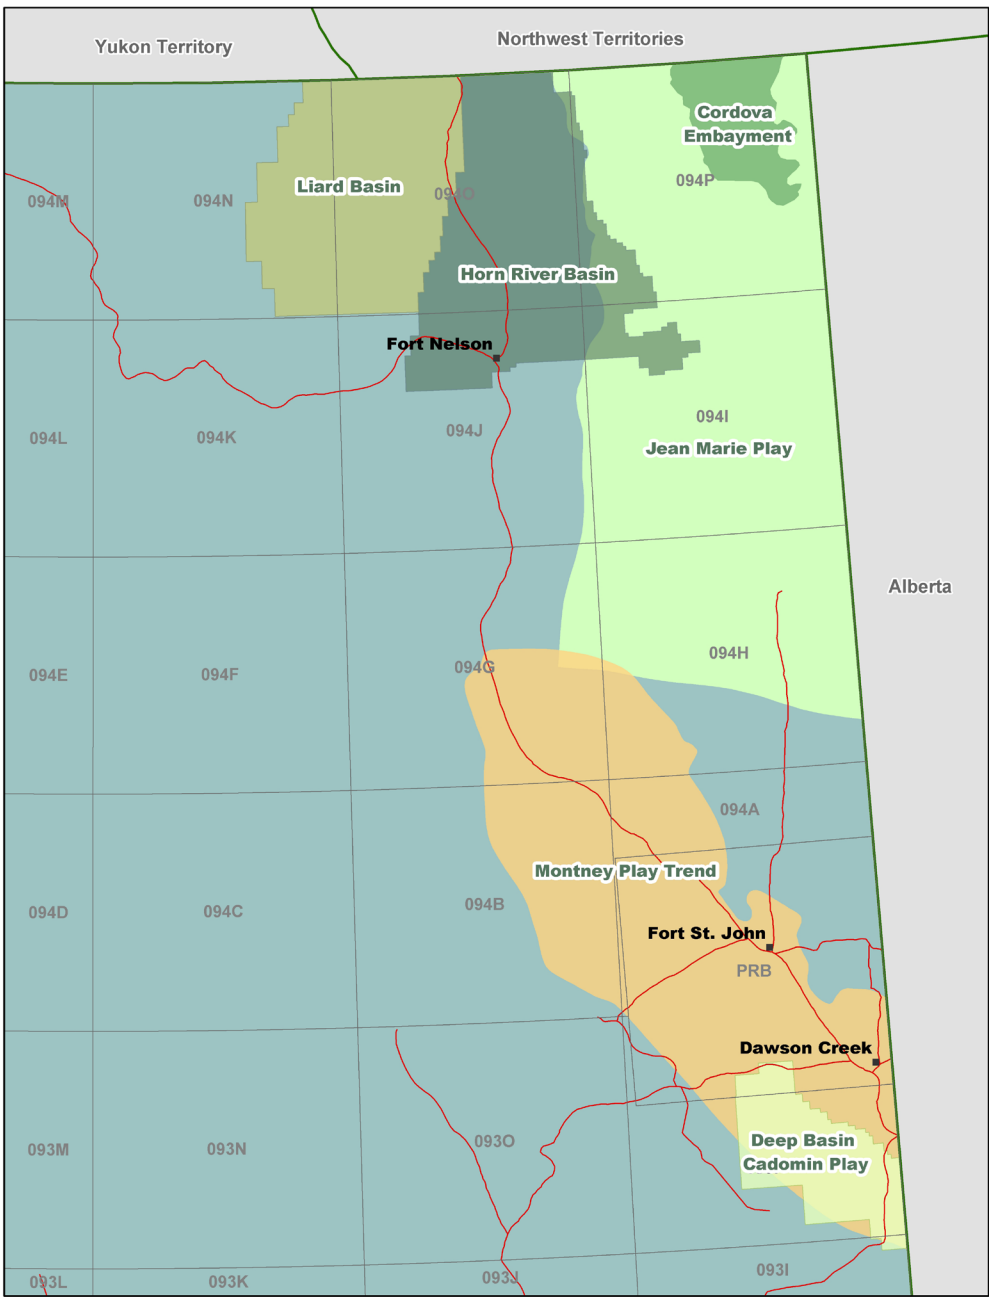 Yukon Territory
Northwest Territories
Cordova
Embayment
094P
Liard Basin
094M
094N
094O
Horn River Basin
Fort Nelson
094I
094L
094K
094J
Jean Marie Play
Alberta
094H
094E
094F
094G
094A
Montney Play Trend
094D
094C
094B
Fort St. John
PRB
Dawson Creek
Deep Basin
Cadomin Play
093M
093N
093O
093L
093K
093J
093I